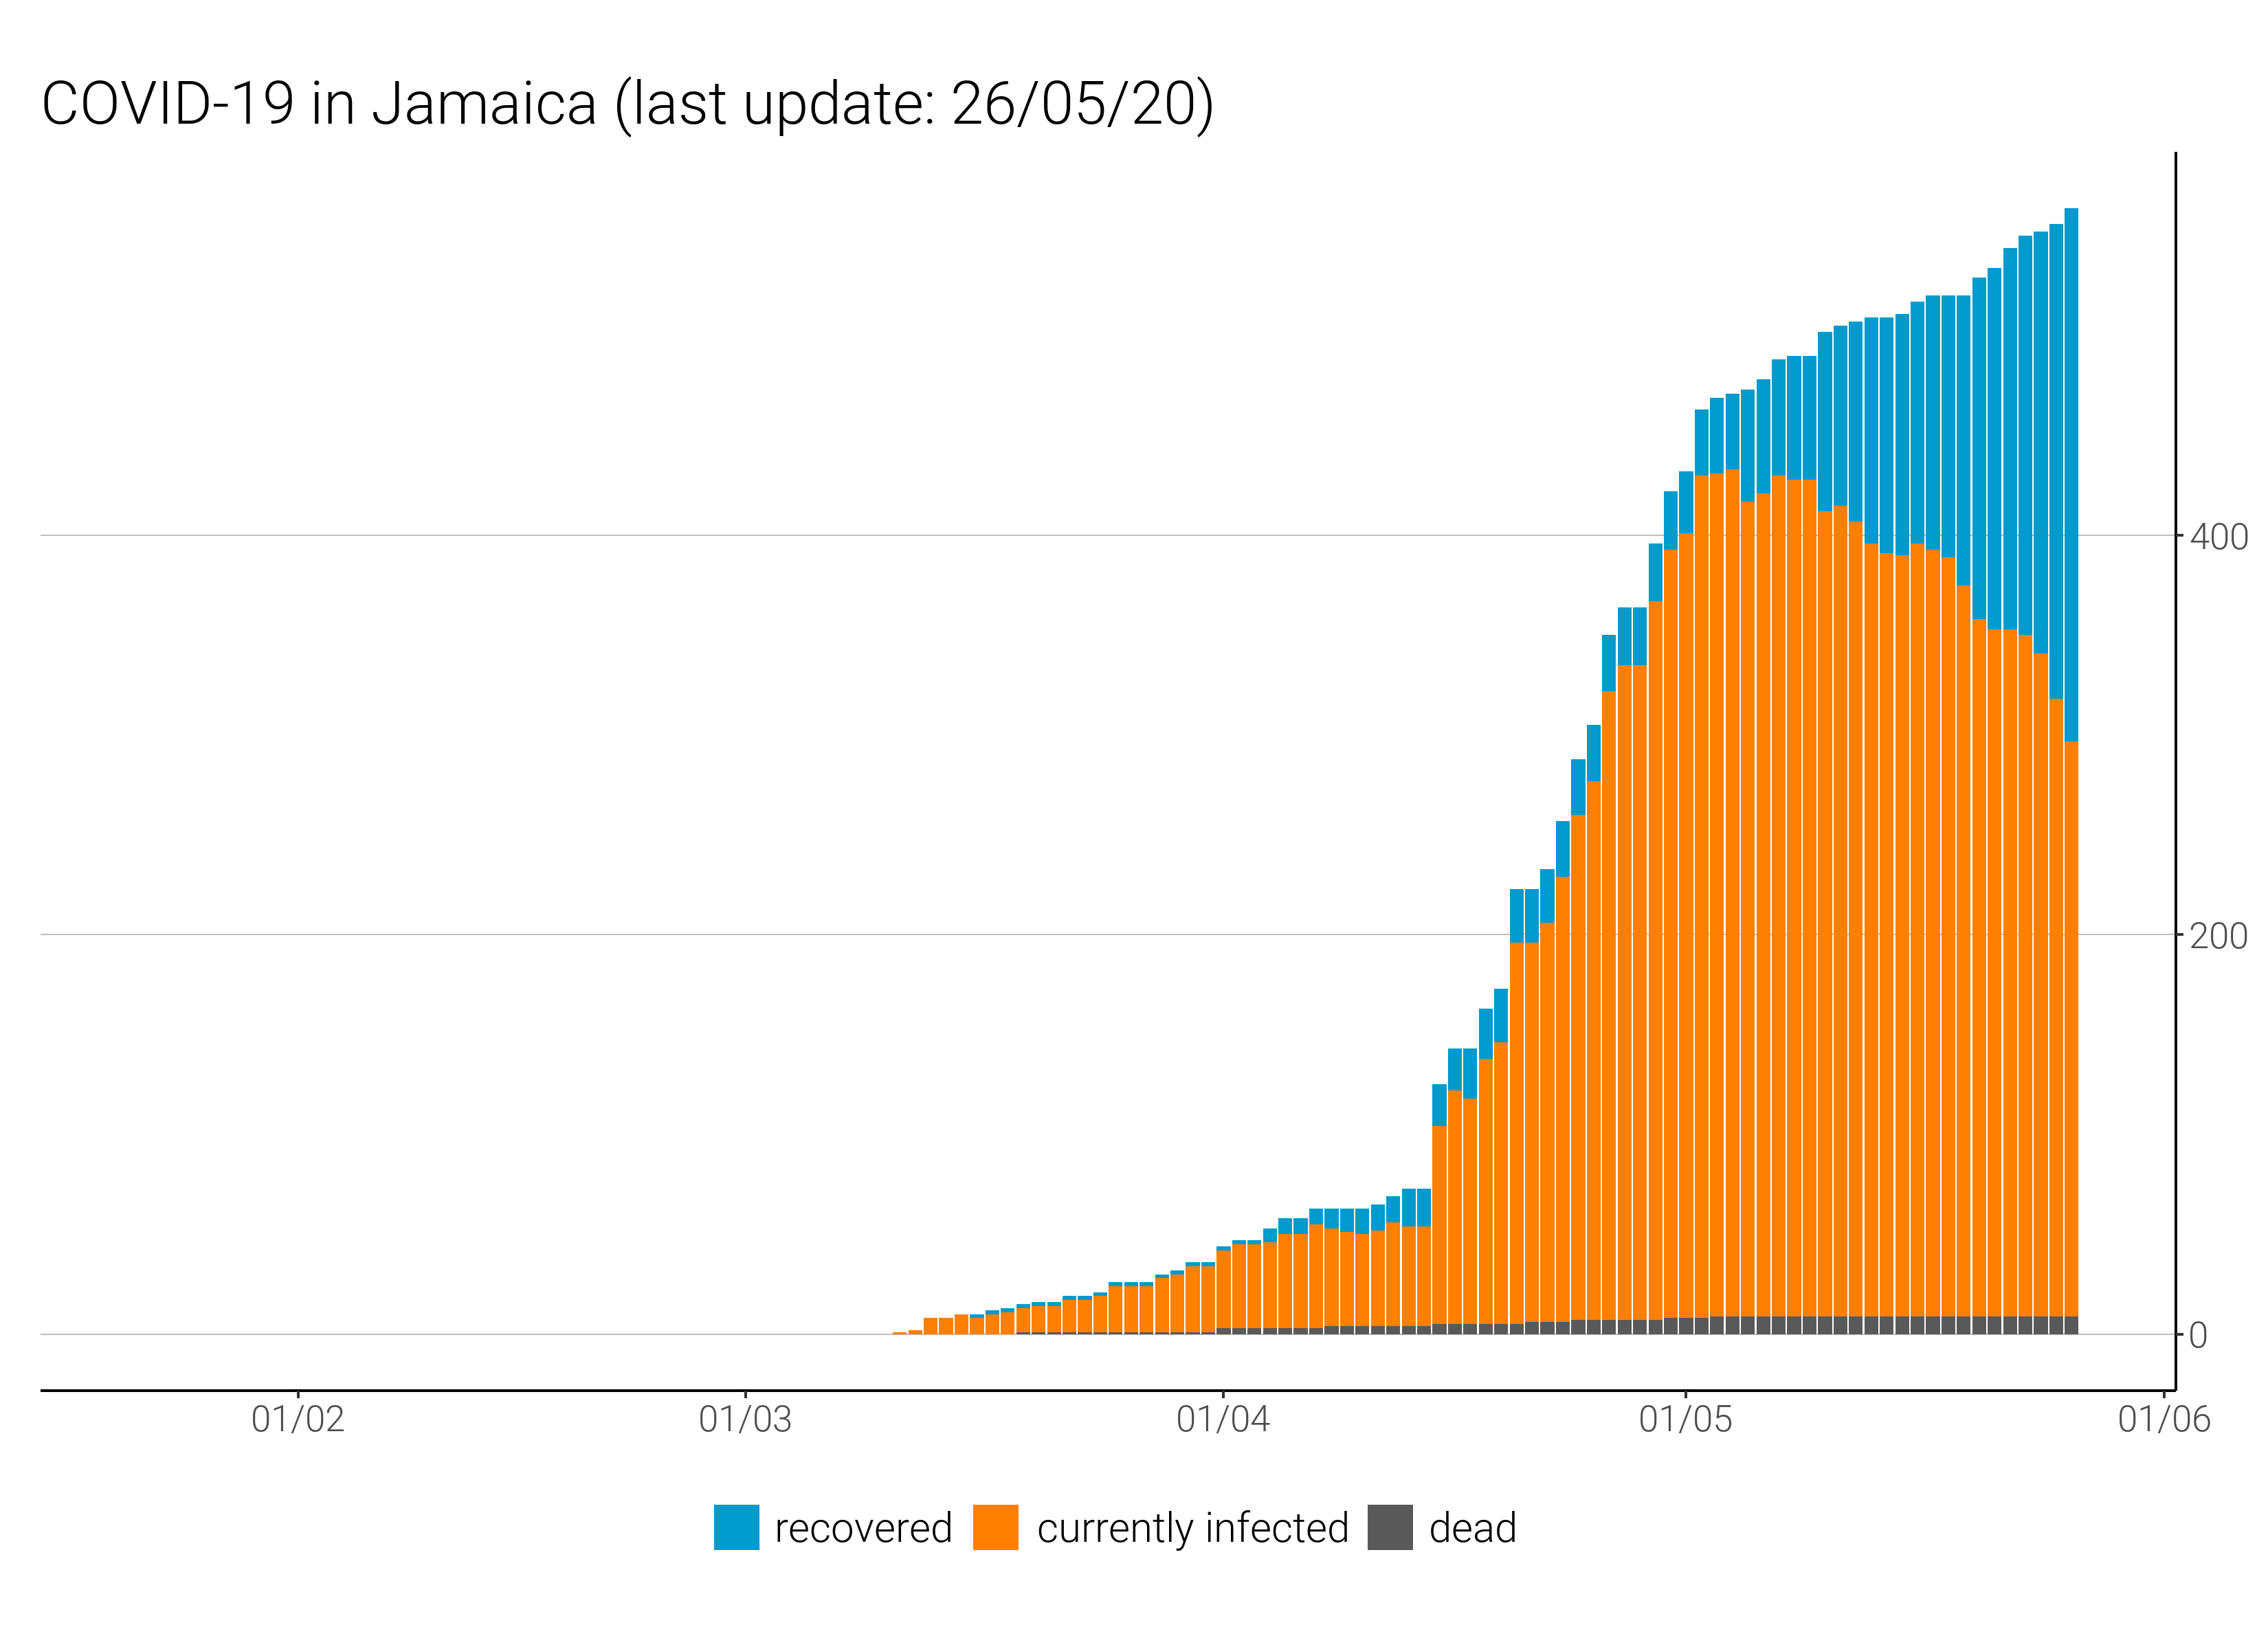 COVID-19 in Jamaica (last update: 26/05/20)
400
200
0
01/02 01/03 01/04 01/05 01/06
recovered currently infected dead